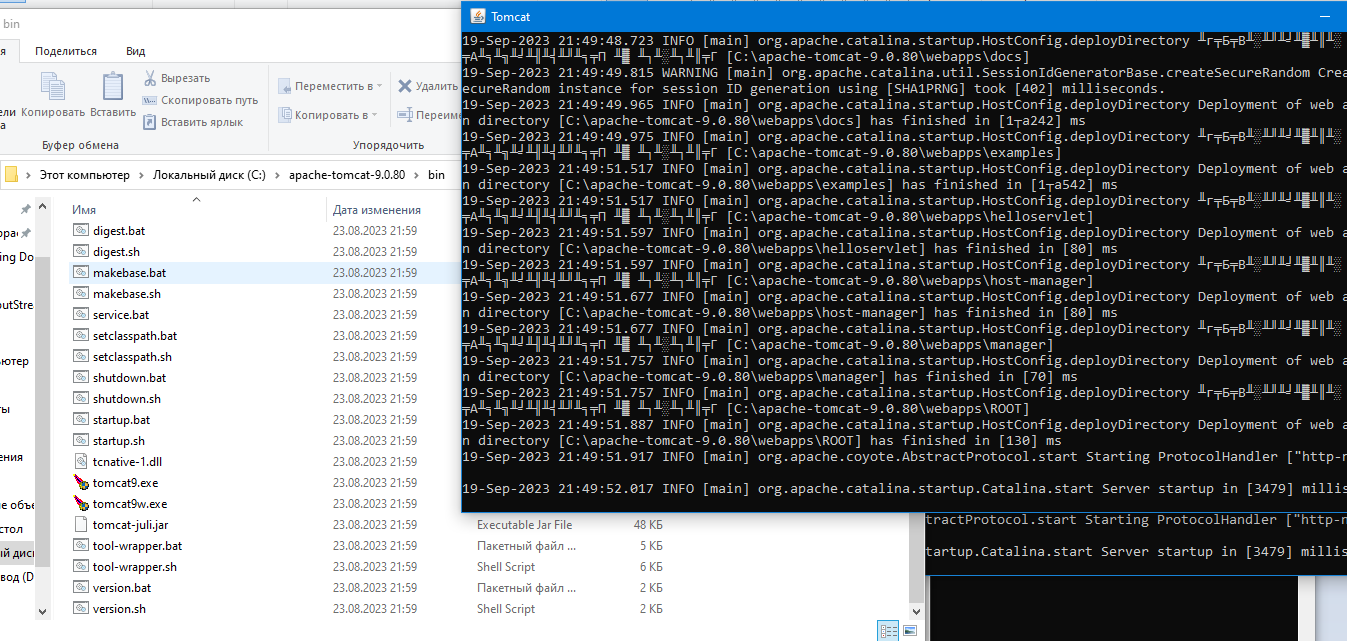 bin
я
Поделиться
Вид
Копировать
Вставить
Вырезать
Скопировать путь
Вставить ярлык
Буфер обмена
Переместить в
Копировать в
Удалить
Переиме
Упорядочить
Этот компьютер
Локальный диск (C:)
apache-tomcat-9.0.80
bin
Имя
Дата изменения
digest.bat 23.08.2023 21:59
digest.sh 23.08.2023 21:59
makebase.bat 23.08.2023 21:59
makebase.sh 23.08.2023 21:59
service.bat 23.08.2023 21:59
setclasspath.bat 23.08.2023 21:59
setclasspath.sh 23.08.2023 21:59
shutdown.bat 23.08.2023 21:59
shutdown.sh 23.08.2023 21:59
startup.bat 23.08.2023 21:59
startup.sh 23.08.2023 21:59
tcnative-1.dll 23.08.2023 21:59
tomcat9.exe 23.08.2023 21:59
tomcat9w.exe 23.08.2023 21:59
tomcat-juli.jar 23.08.2023 21:59 Executable Jar File 48 КБ
tool-wrapper.bat 23.08.2023 21:59 Пакетный файл ... 5 КБ
tool-wrapper.sh 23.08.2023 21:59 Shell Script 6 КБ
version.bat 23.08.2023 21:59 Пакетный файл ... 2 КБ
version.sh 23.08.2023 21:59 Shell Script 2 КБ
Tomcat
19-Sep-2023 21:49:48.723 INFO [main] org.apache.catalina.startup.HostConfig.deployDirectory
[C:\apache-tomcat-9.0.80\webapps\docs]
19-Sep-2023 21:49:49.815 WARNING [main] org.apache.catalina.util.SessionIdGeneratorBase.createSecureRandom Crea
ecureRandom instance for session ID generation using [SHA1PRNG] took [402] milliseconds.
19-Sep-2023 21:49:49.965 INFO [main] org.apache.catalina.startup.HostConfig.deployDirectory Deployment of web a
n directory [C:\apache-tomcat-9.0.80\webapps\docs] has finished in [1┬а242] ms
19-Sep-2023 21:49:49.975 INFO [main] org.apache.catalina.startup.HostConfig.deployDirectory
[C:\apache-tomcat-9.0.80\webapps\examples]
19-Sep-2023 21:49:51.517 INFO [main] org.apache.catalina.startup.HostConfig.deployDirectory Deployment of web a
n directory [C:\apache-tomcat-9.0.80\webapps\examples] has finished in [1┬а542] ms
19-Sep-2023 21:49:51.517 INFO [main] org.apache.catalina.startup.HostConfig.deployDirectory
[C:\apache-tomcat-9.0.80\webapps\helloservlet]
19-Sep-2023 21:49:51.597 INFO [main] org.apache.catalina.startup.HostConfig.deployDirectory Deployment of web a
n directory [C:\apache-tomcat-9.0.80\webapps\helloservlet] has finished in [80] ms
19-Sep-2023 21:49:51.597 INFO [main] org.apache.catalina.startup.HostConfig.deployDirectory
[C:\apache-tomcat-9.0.80\webapps\host-manager]
19-Sep-2023 21:49:51.677 INFO [main] org.apache.catalina.startup.HostConfig.deployDirectory Deployment of web a
n directory [C:\apache-tomcat-9.0.80\webapps\host-manager] has finished in [80] ms
19-Sep-2023 21:49:51.677 INFO [main] org.apache.catalina.startup.HostConfig.deployDirectory
[C:\apache-tomcat-9.0.80\webapps\manager]
19-Sep-2023 21:49:51.757 INFO [main] org.apache.catalina.startup.HostConfig.deployDirectory Deployment of web a
n directory [C:\apache-tomcat-9.0.80\webapps\manager] has finished in [70] ms
19-Sep-2023 21:49:51.757 INFO [main] org.apache.catalina.startup.HostConfig.deployDirectory
[C:\apache-tomcat-9.0.80\webapps\ROOT]
19-Sep-2023 21:49:51.887 INFO [main] org.apache.catalina.startup.HostConfig.deployDirectory Deployment of web a
n directory [C:\apache-tomcat-9.0.80\webapps\ROOT] has finished in [130] ms
19-Sep-2023 21:49:51.917 INFO [main] org.apache.coyote.AbstractProtocol.start Starting ProtocolHandler ["http-n
19-Sep-2023 21:49:52.017 INFO [main] org.apache.catalina.startup.Catalina.start Server startup in [3479] millis
tractProtocol.start Starting ProtocolHandler ["http-n
tartup.Catalina.start Server startup in [3479] millis